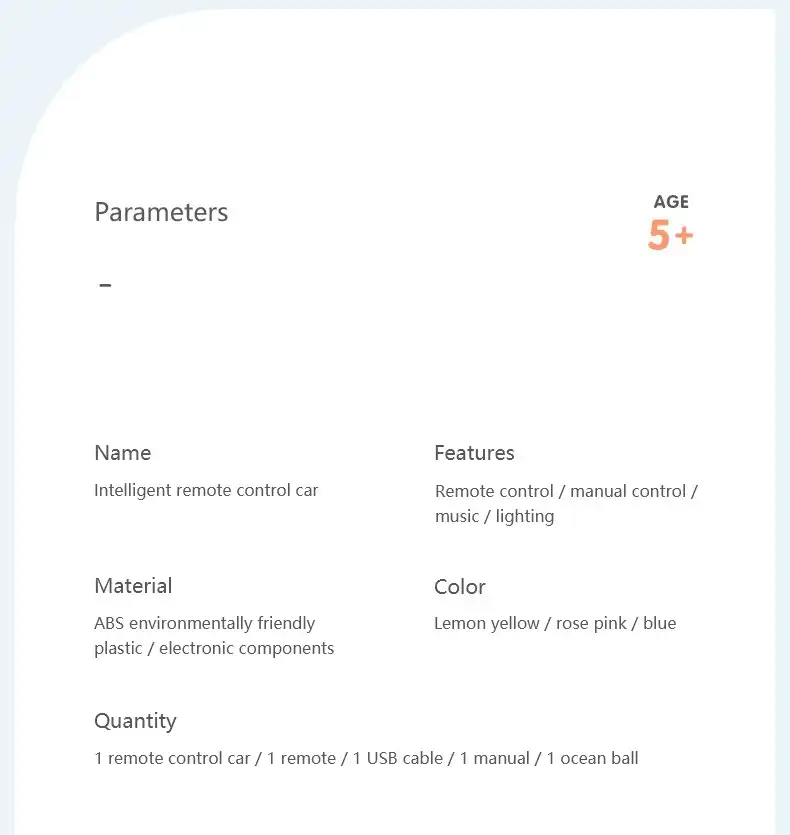 Parameters
AGE
5+
–
Name
Intelligent remote control car
Features
Remote control / manual control /
music / lighting
Material
ABS environmentally friendly
plastic / electronic components
Color
Lemon yellow / rose pink / blue
Quantity
1 remote control car / 1 remote / 1 USB cable / 1 manual / 1 ocean ball